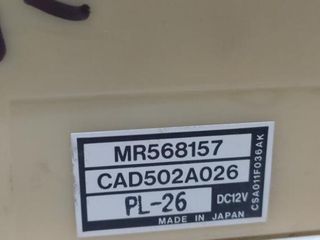 MR568157
CAD502A026
PL-26 DC12V
MADE IN JAPAN
CSA011F036AK